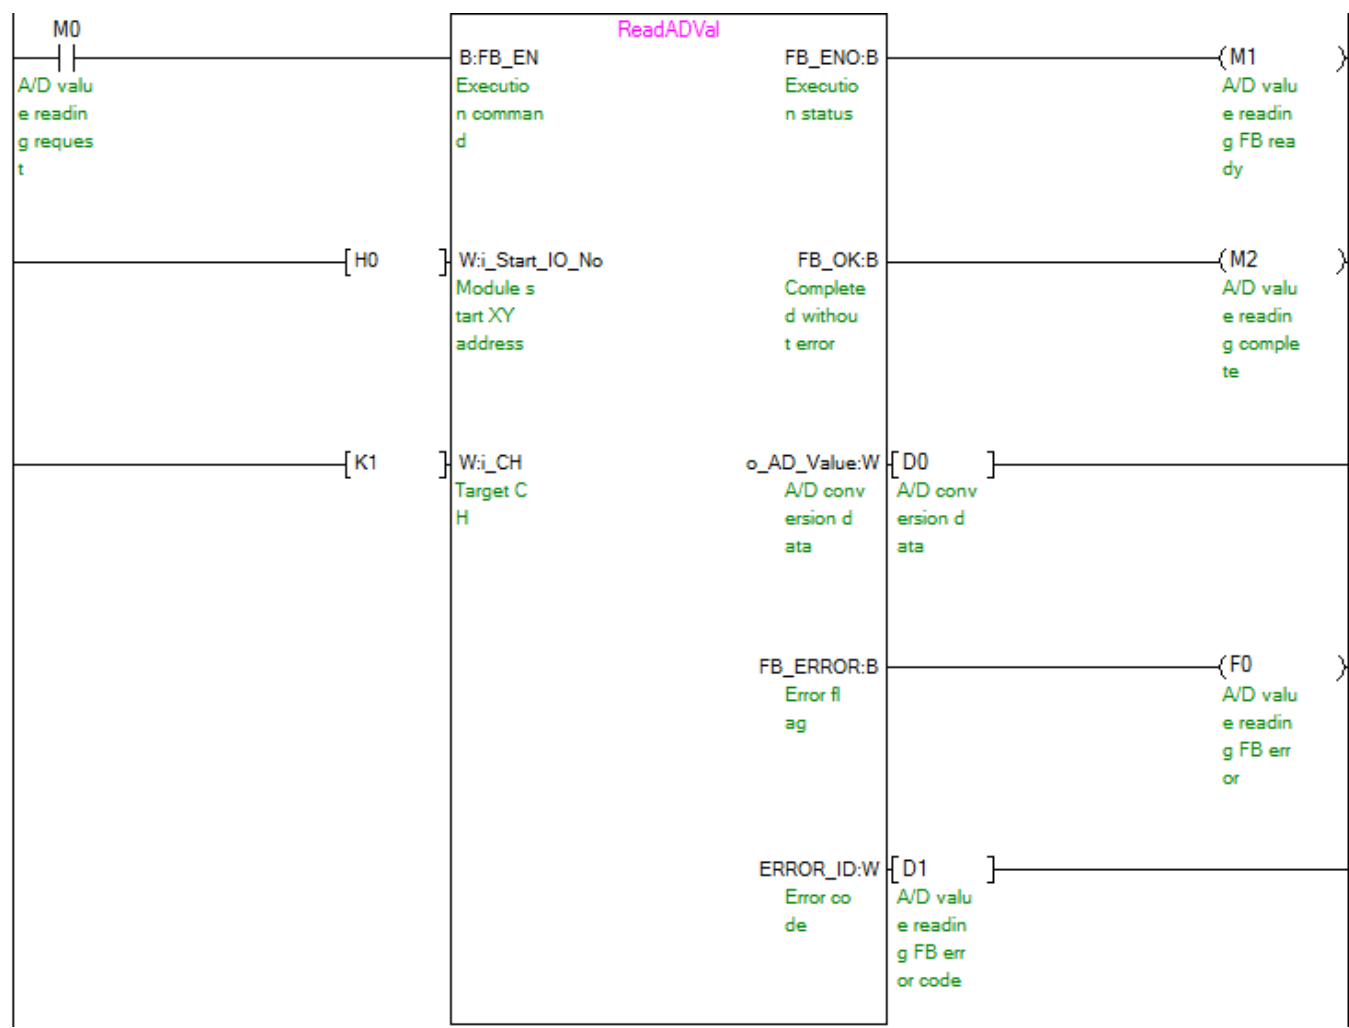 M0
ReadADVal
B:FB_EN
FB_ENO:B
(M1 )
A/D valu
e readin
g reques
t
Executio
n comman
d
Executio
n status
A/D valu
e readin
g FB rea
dy
[H0 ]
W:i_Start_IO_No
FB_OK:B
(M2 )
Module s
tart XY
address
Complete
d withou
t error
A/D valu
e readin
g comple
te
[K1 ]
W:i_CH
o_AD_Value:W
[D0 ]
Target C
H
A/D conv
ersion d
ata
A/D conv
ersion d
ata
FB_ERROR:B
(F0 )
Error fl
ag
A/D valu
e readin
g FB err
or
ERROR_ID:W
[D1 ]
Error co
de
A/D valu
e readin
g FB err
or code